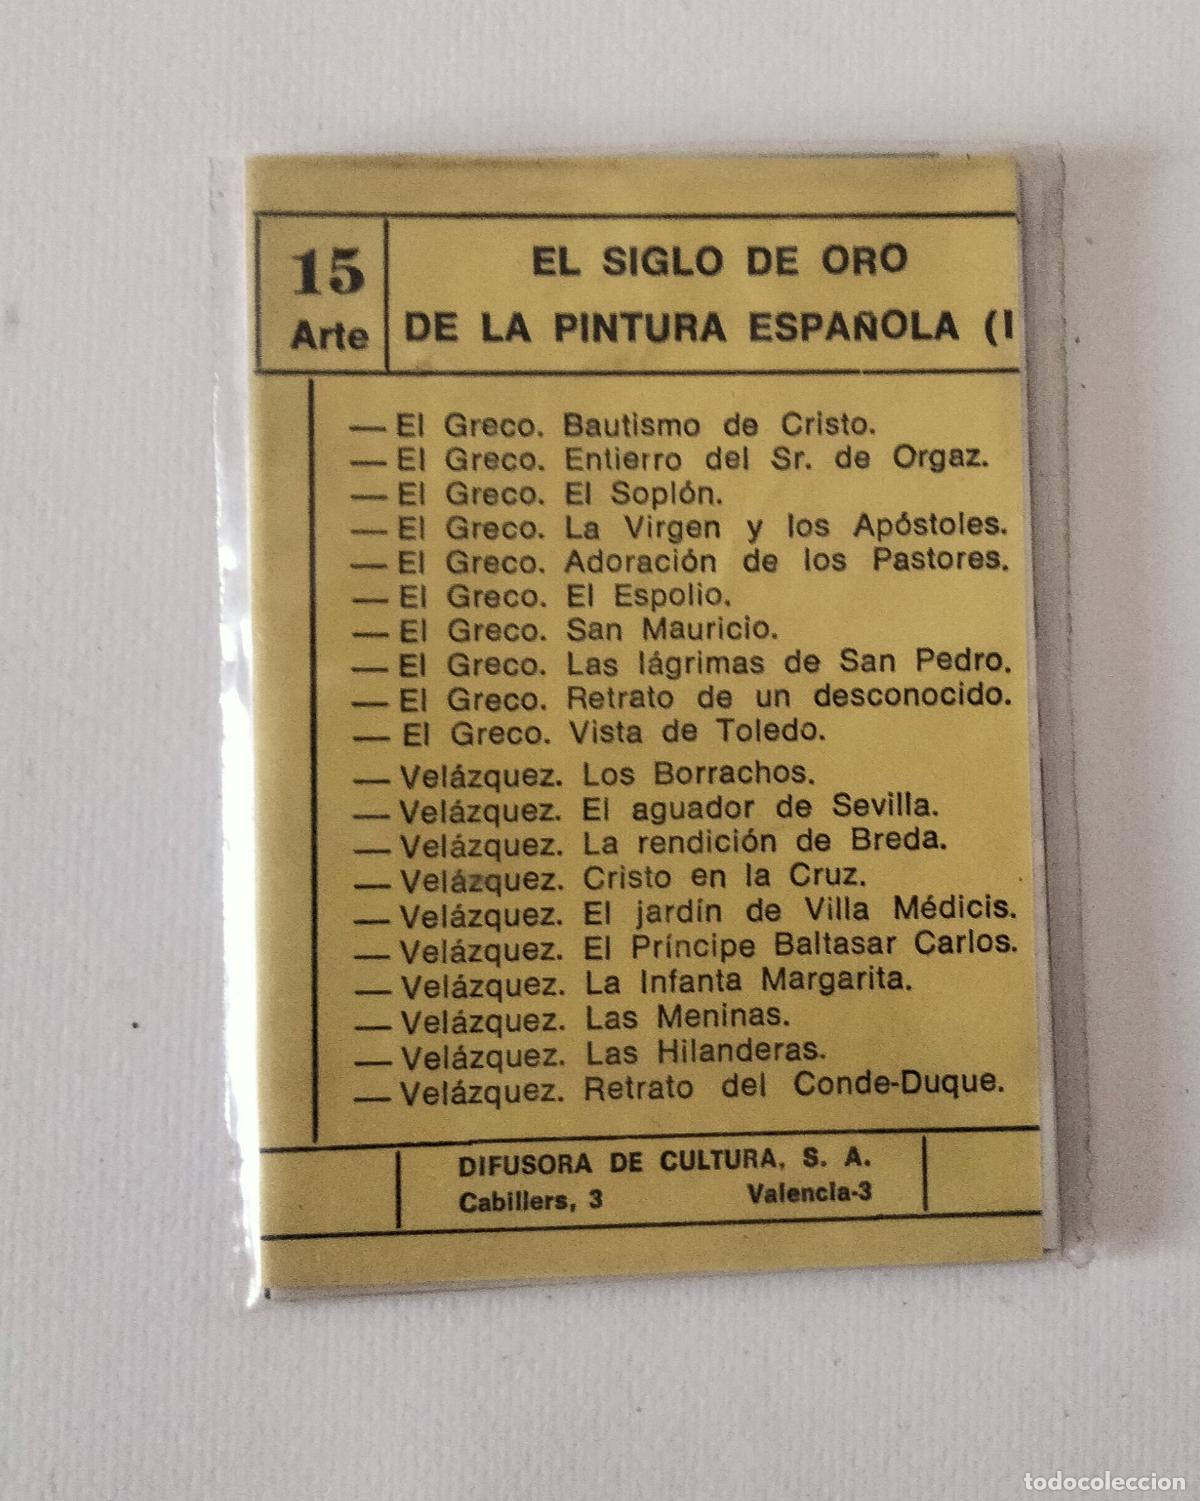 15
Arte
EL SIGLO DE ORO
DE LA PINTURA ESPAÑOLA (I
— El Greco. Bautismo de Cristo.
— El Greco. Entierro del Sr. de Orgaz.
— El Greco. El Soplón.
— El Greco. La Virgen y los Apóstoles.
— El Greco. Adoración de los Pastores.
— El Greco. El Espolio.
— El Greco. San Mauricio.
— El Greco. Las lágrimas de San Pedro.
— El Greco. Retrato de un desconocido.
— El Greco. Vista de Toledo.
— Velázquez. Los Borrachos.
— Velázquez. El aguador de Sevilla.
— Velázquez. La rendición de Breda.
— Velázquez. Cristo en la Cruz.
— Velázquez. El jardín de Villa Médicis.
— Velázquez. El Príncipe Baltasar Carlos.
— Velázquez. La Infanta Margarita.
— Velázquez. Las Meninas.
— Velázquez. Las Hilanderas.
— Velázquez. Retrato del Conde-Duque.
DIFUSORA DE CULTURA, S. A.
Cabillers, 3 Valencia-3
todocoleccion